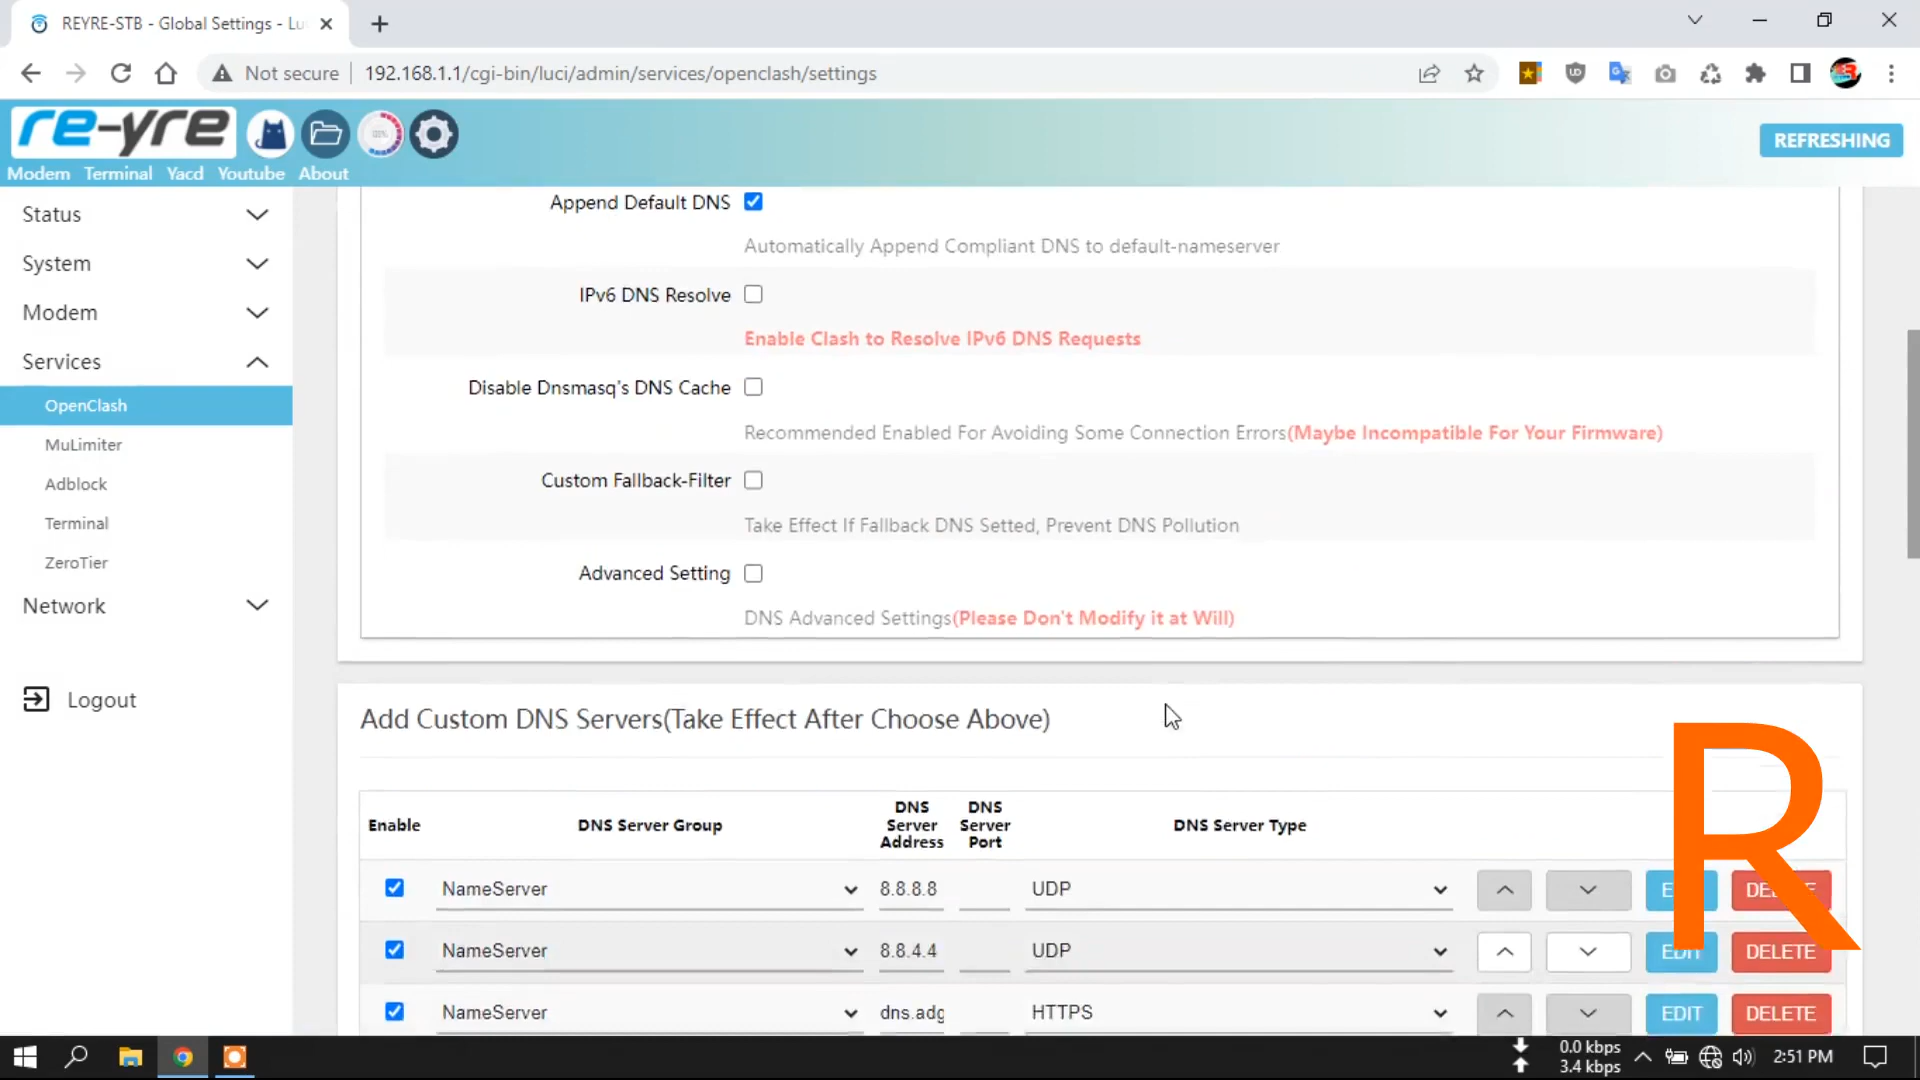 REYRE-STB - Global Settings - Lu
Not secure
192.168.1.1/cgi-bin/luci/admin/services/openclash/settings
re-yre
REFRESHING
Modem Terminal Yacd Youtube About
Status
System
Modem
Services
OpenClash
MuLimiter
Adblock
Terminal
ZeroTier
Network
Logout
Append Default DNS
Automatically Append Compliant DNS to default-nameserver
IPv6 DNS Resolve
Enable Clash to Resolve IPv6 DNS Requests
Disable Dnsmasq's DNS Cache
Recommended Enabled For Avoiding Some Connection Errors(Maybe Incompatible For Your Firmware)
Custom Fallback-Filter
Take Effect If Fallback DNS Setted, Prevent DNS Pollution
Advanced Setting
DNS Advanced Settings(Please Don't Modify it at Will)
Add Custom DNS Servers(Take Effect After Choose Above)
Enable DNS Server Group DNS Server Address DNS Server Port DNS Server Type
NameServer 8.8.8.8 UDP
NameServer 8.8.4.4 UDP EDIT DELETE
NameServer dns.adg HTTPS EDIT DELETE
R
0.0 kbps
3.4 kbps
2:51 PM